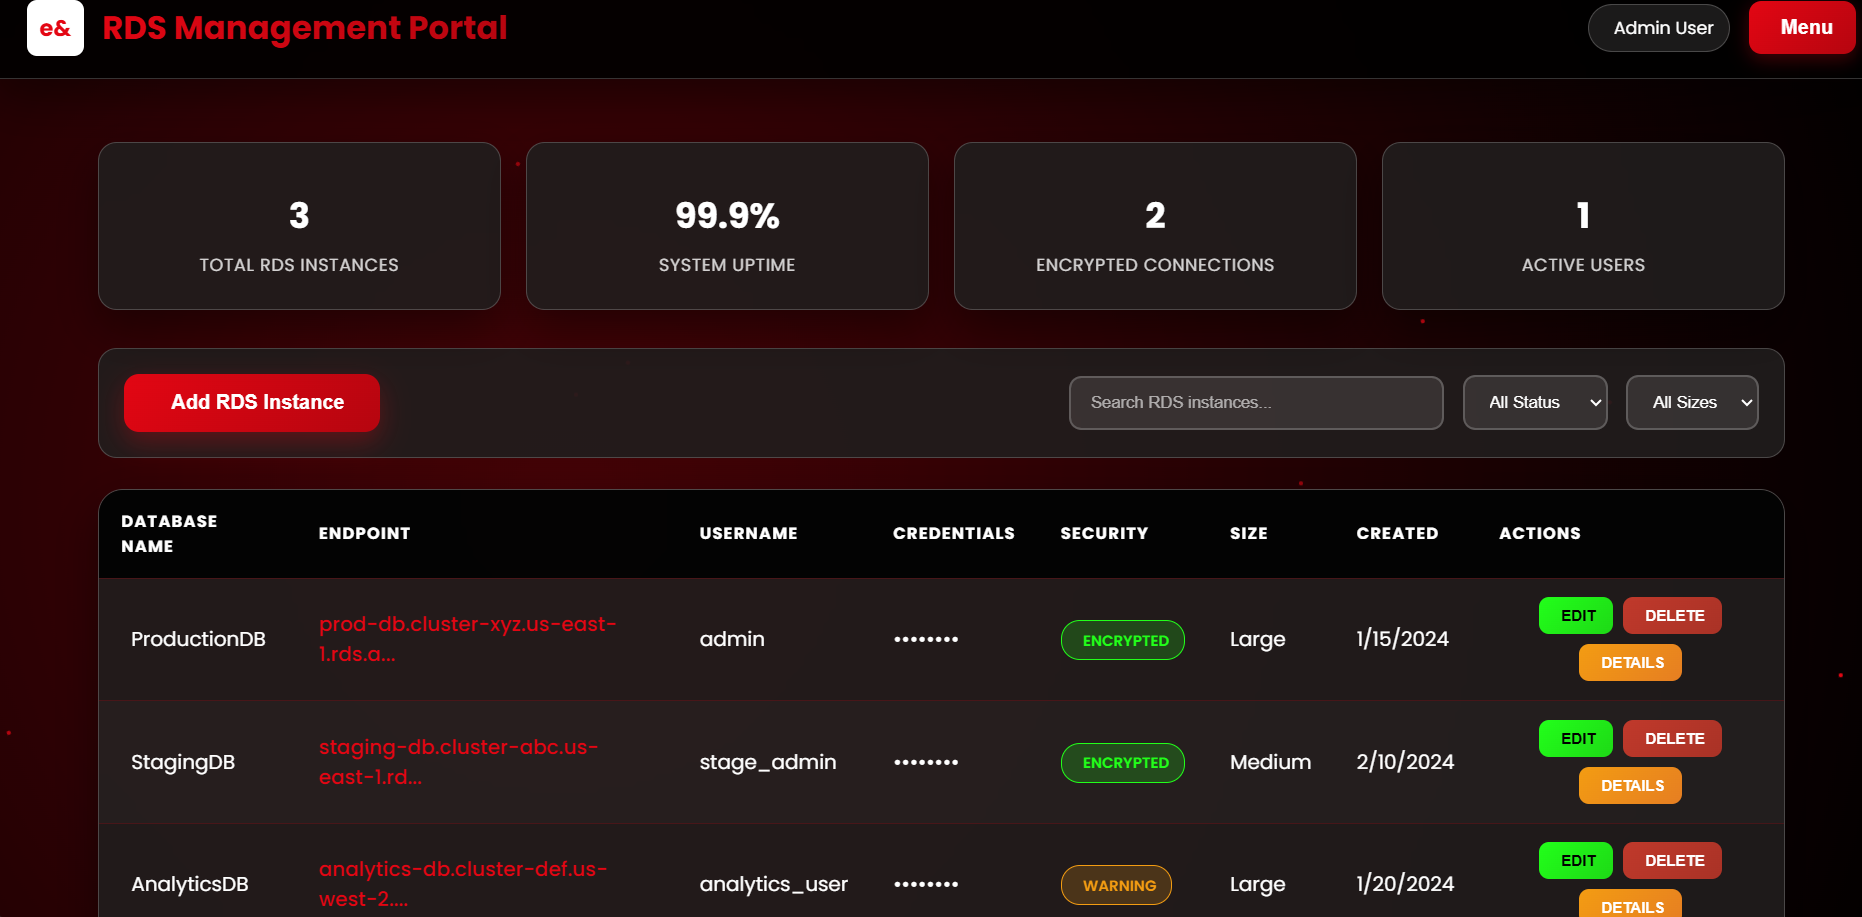 e& RDS Management Portal Admin User Menu
3 99.9% 2 1
TOTAL RDS INSTANCES SYSTEM UPTIME ENCRYPTED CONNECTIONS ACTIVE USERS
Add RDS Instance Search RDS instances... All Status All Sizes
DATABASE NAME ENDPOINT USERNAME CREDENTIALS SECURITY SIZE CREATED ACTIONS
ProductionDB prod-db.cluster-xyz.us-east-1.rds.a... admin •••••••• ENCRYPTED Large 1/15/2024 EDIT DELETE
DETAILS
StagingDB staging-db.cluster-abc.us-east-1.rd... stage_admin •••••••• ENCRYPTED Medium 2/10/2024 EDIT DELETE
DETAILS
AnalyticsDB analytics-db.cluster-def.us-west-2.... analytics_user •••••••• WARNING Large 1/20/2024 EDIT DELETE
DETAILS